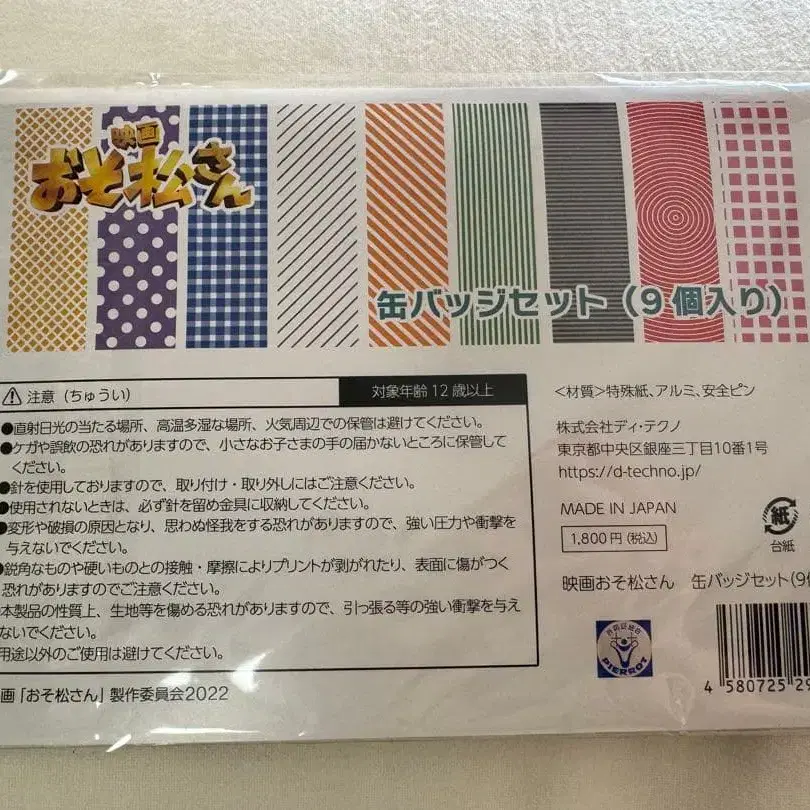 映画
おそ松さん
缶バッジセット(9個入り)
⚠ 注意(ちゅうい)
対象年齢12歳以上
●直射日光の当たる場所、高温多湿な場所、火気周辺での保管は避けてください。
●ケガや誤飲の恐れがありますので、小さなお子さまの手の届かないところに保管して
ください。
●針を使用しておりますので、取り付け・取り外しにはご注意ください。
●使用されないときは、必ず針を留め金具に収納してください。
●変形や破損の原因となり、思わぬ怪我をする恐れがありますので、強い圧力や衝撃を
与えないでください。
●鋭角なものや硬いものとの接触・摩擦によりプリントが剥がれたり、表面に傷がつく
恐れがありますのでご注意ください。
本製品の性質上、生地等を傷める恐れがありますので、引っ張る等の強い衝撃を与え
ないでください。
用途以外のご使用は避けてください。
画「おそ松さん」製作委員会2022
<材質>特殊紙、アルミ、安全ピン
株式会社ディ・テクノ
東京都中央区銀座三丁目10番1号
https://d-techno.jp/
MADE IN JAPAN
1,800円(税込)
紙
台紙
映画おそ松さん 缶バッジセット(9個
許諾証紙
PIERROT
4 580725 29